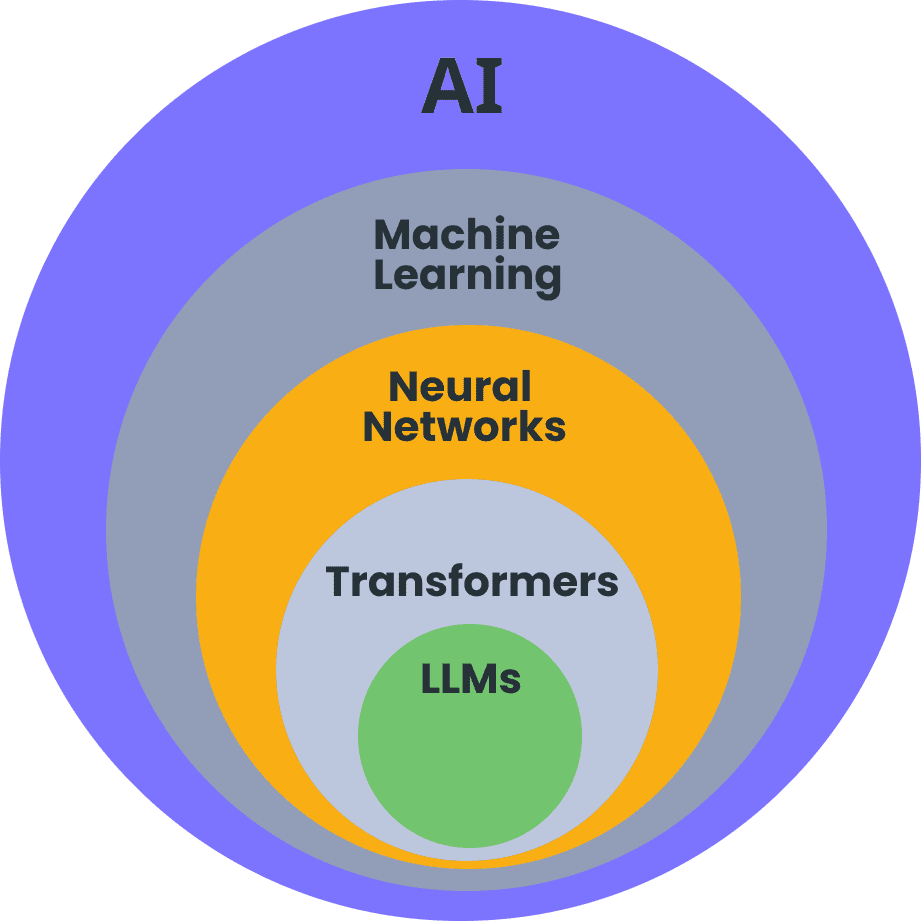 AI
Machine
Learning
Neural
Networks
Transformers
LLMs